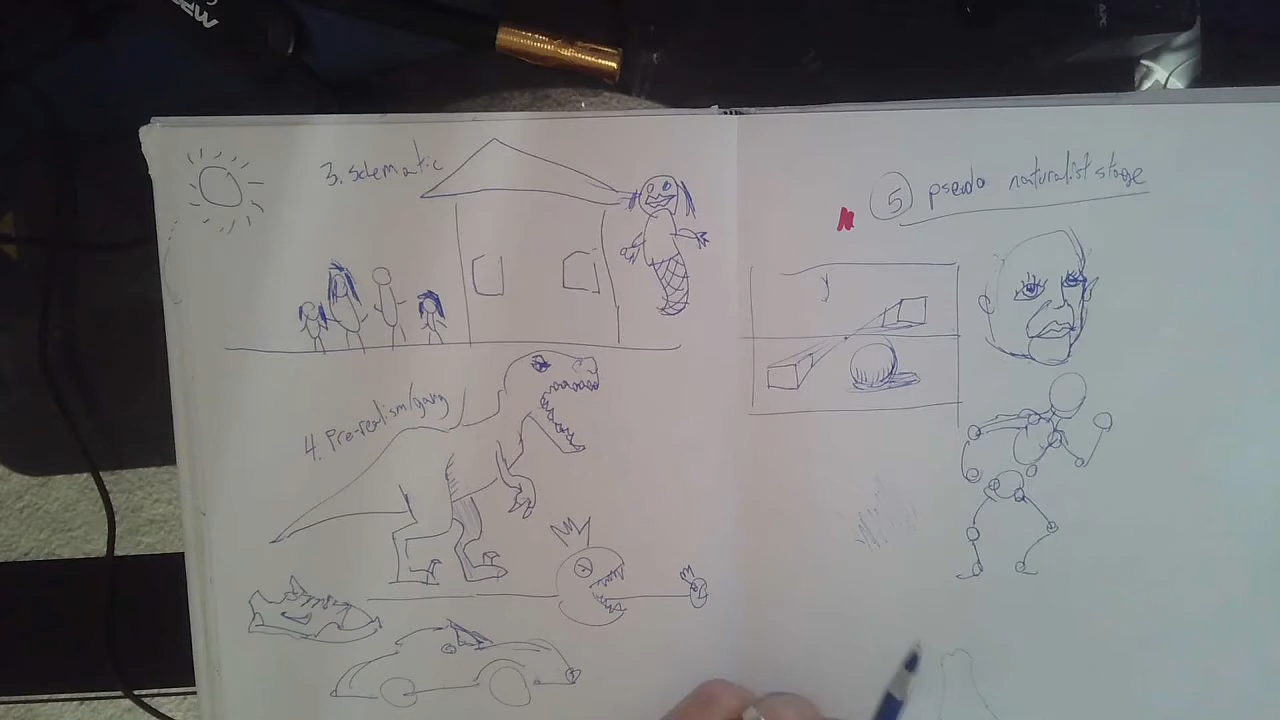 3. Schematic
4. Pre-realism/gang
5 pseudo naturalist stage